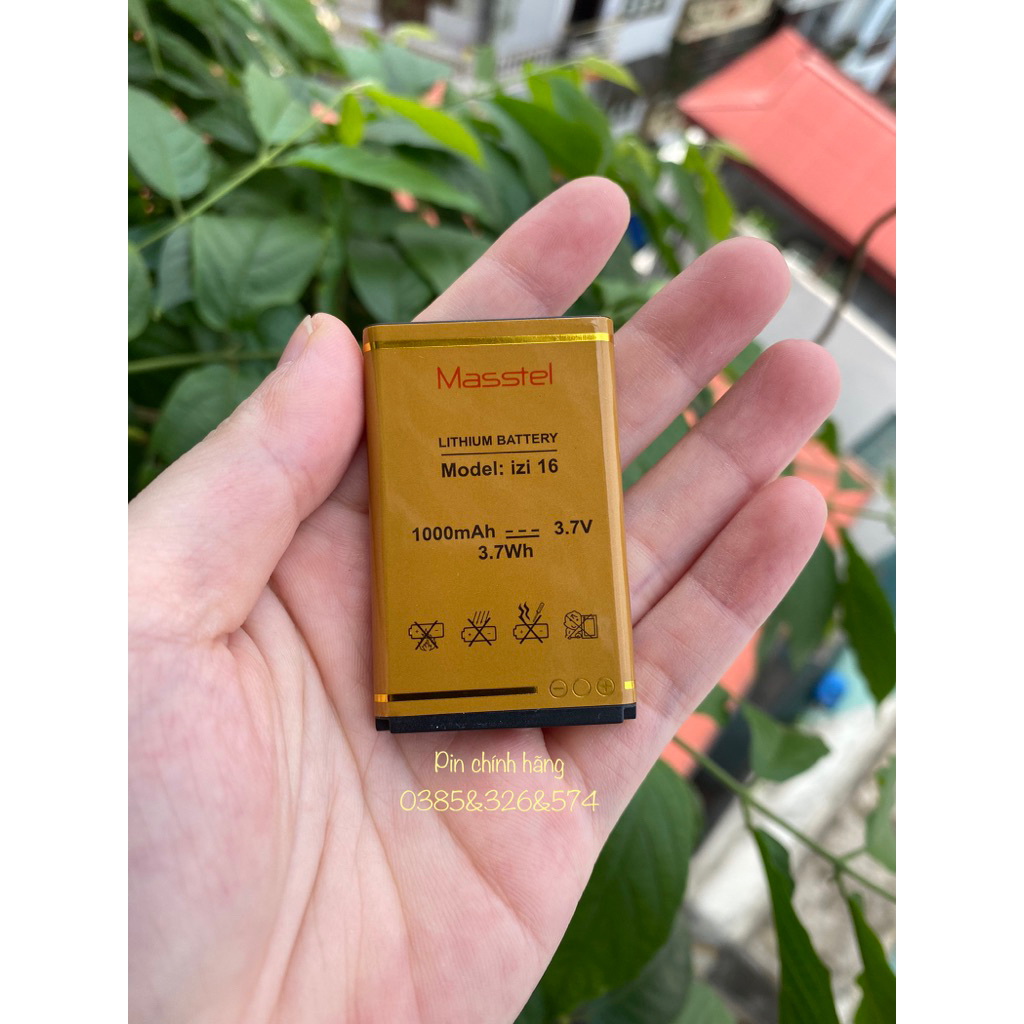 Masstel
LITHIUM BATTERY
Model: izi 16
1000mAh --- 3.7V
3.7Wh
Pin chính hãng
0385&326&574